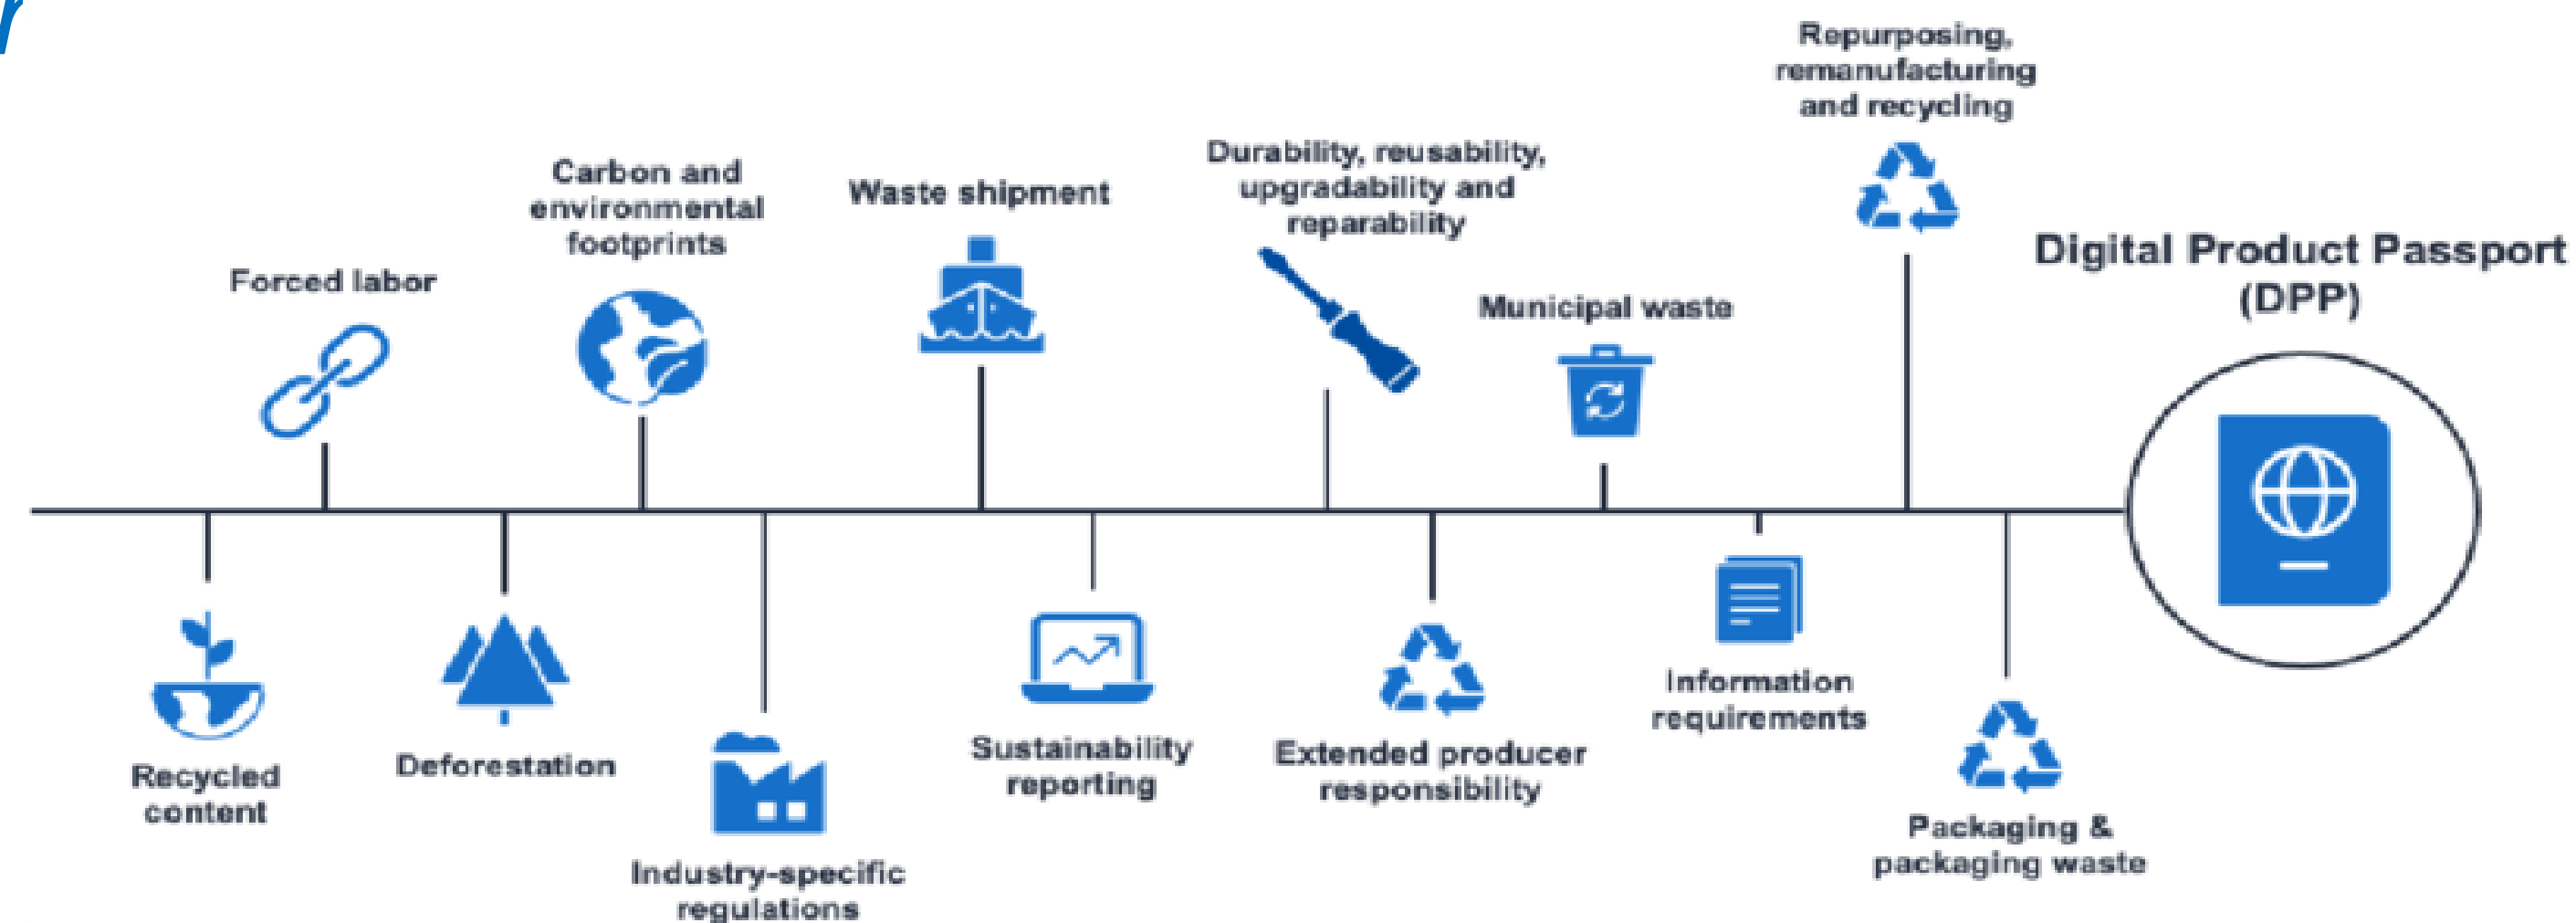 r
Repurposing,
remanufacturing
and recycling
Carbon and
environmental
footprints
Waste shipment
Durability, reusability,
upgradability and
reparability
Forced labor
Municipal waste
Digital Product Passport
(DPP)
Recycled
content
Deforestation
Industry-specific
regulations
Sustainability
reporting
Extended producer
responsibility
Information
requirements
Packaging &
packaging waste